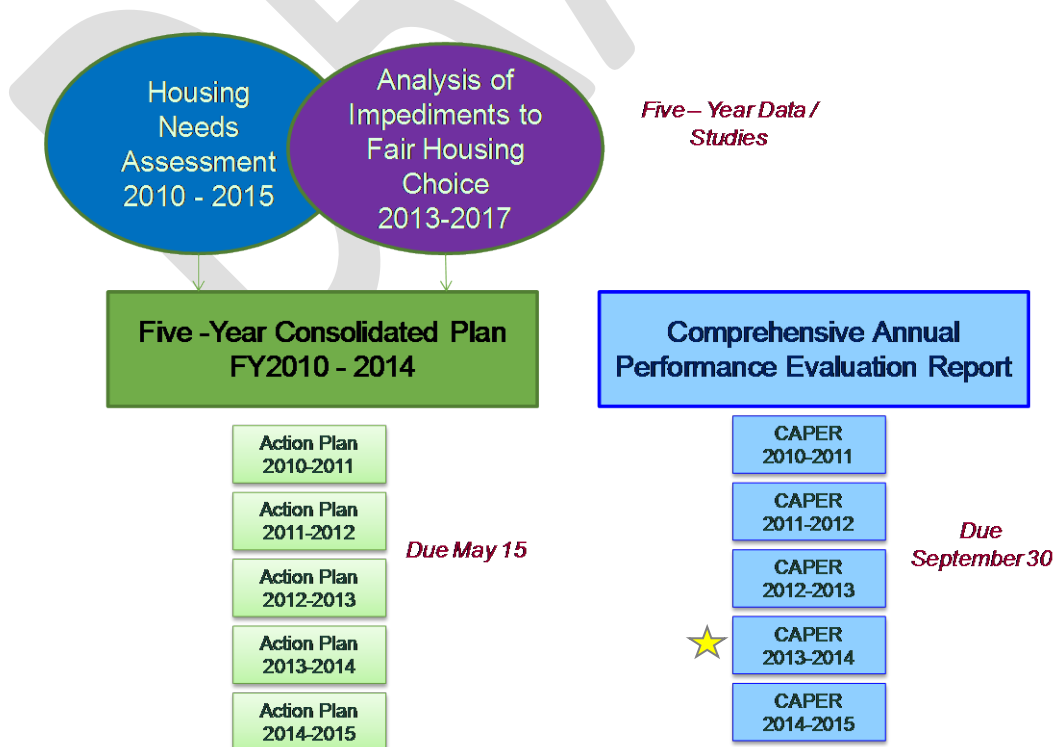 Housing
Needs
Assessment
2010 - 2015
Analysis of
Impediments to
Fair Housing
Choice
2013-2017
Five – Year Data /
Studies
Five -Year Consolidated Plan
FY2010 - 2014
Action Plan
2010-2011
Action Plan
2011-2012
Action Plan
2012-2013
Action Plan
2013-2014
Action Plan
2014-2015
Due May 15
Comprehensive Annual
Performance Evaluation Report
CAPER
2010-2011
CAPER
2011-2012
CAPER
2012-2013
CAPER
2013-2014
CAPER
2014-2015
Due
September 30